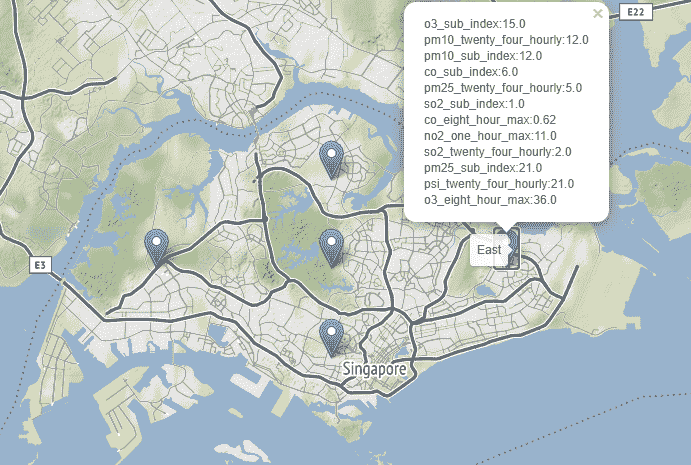 ×
E22
o3_sub_index:15.0
pm10_twenty_four_hourly:12.0
pm10_sub_index:12.0
co_sub_index:6.0
pm25_twenty_four_hourly:5.0
so2_sub_index:1.0
co_eight_hour_max:0.62
no2_one_hour_max:11.0
so2_twenty_four_hourly:2.0
pm25_sub_index:21.0
psi_twenty_four_hourly:21.0
o3_eight_hour_max:36.0
East
E3
Singapore